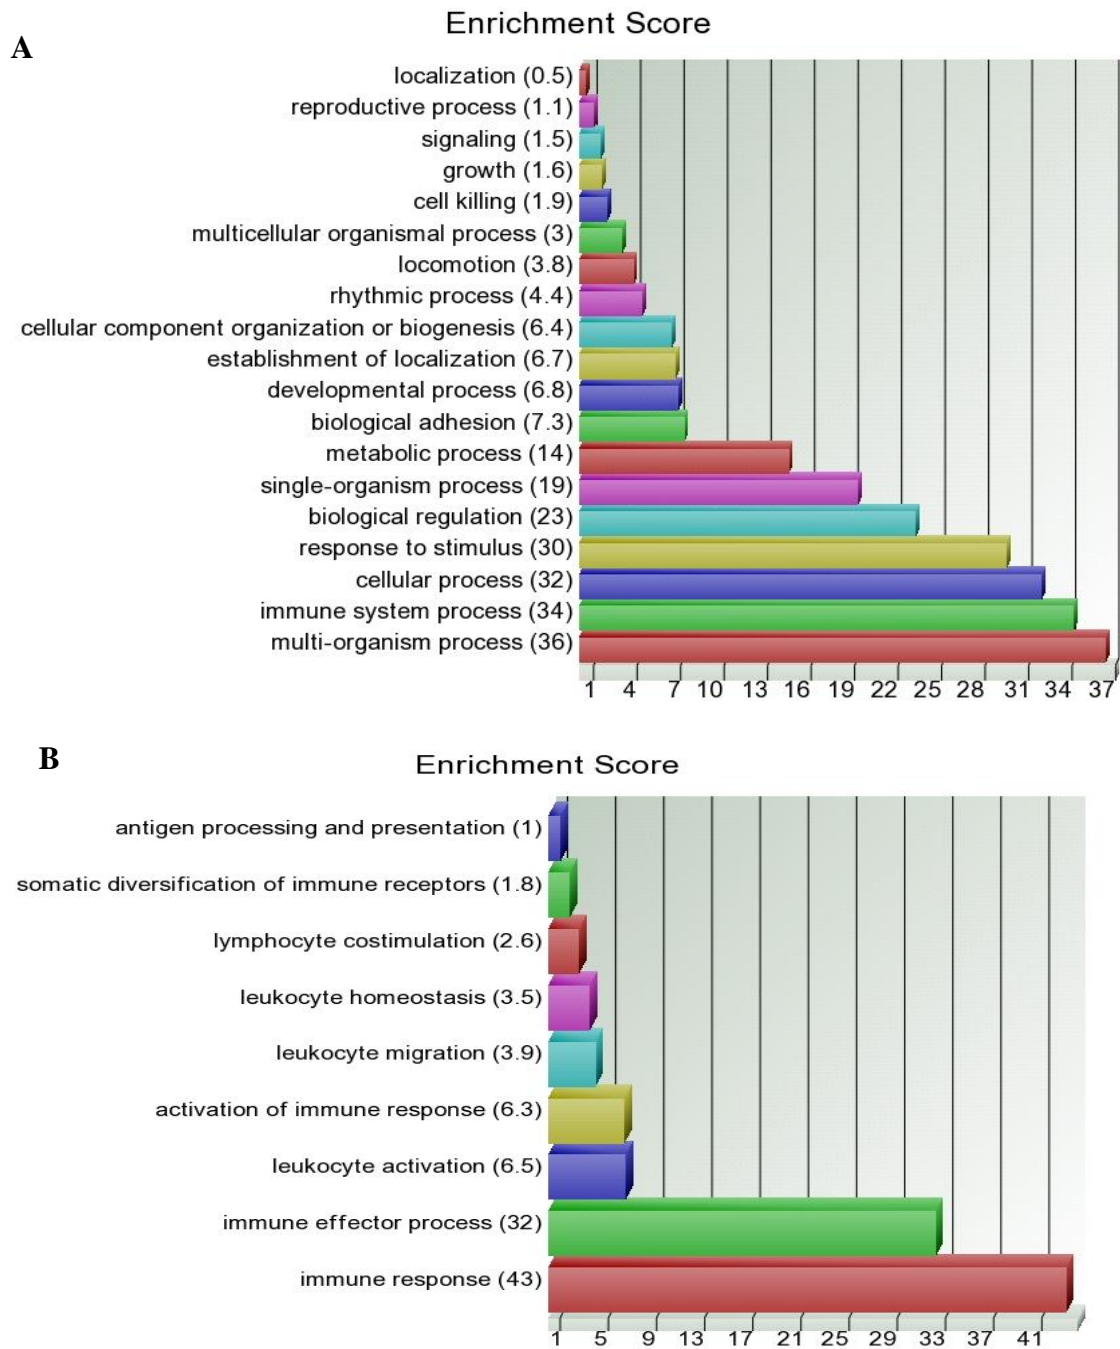 Enrichment Score
A
localization (0.5)
reproductive process (1.1)
signaling (1.5)
growth (1.6)
cell killing (1.9)
multicellular organismal process (3)
locomotion (3.8)
rhythmic process (4.4)
cellular component organization or biogenesis (6.4)
establishment of localization (6.7)
developmental process (6.8)
biological adhesion (7.3)
metabolic process (14)
single-organism process (19)
biological regulation (23)
response to stimulus (30)
cellular process (32)
immune system process (34)
multi-organism process (36)
1 4 7 10 13 16 19 22 25 28 31 34 37
B
Enrichment Score
antigen processing and presentation (1)
somatic diversification of immune receptors (1.8)
lymphocyte costimulation (2.6)
leukocyte homeostasis (3.5)
leukocyte migration (3.9)
activation of immune response (6.3)
leukocyte activation (6.5)
immune effector process (32)
immune response (43)
1 5 9 13 17 21 25 29 33 37 41